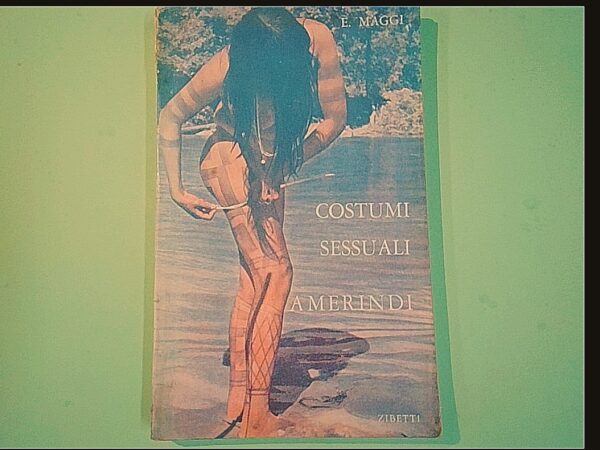 E. MAGGI
COSTUMI
SESSUALI
AMERINDI
ZIBETTI